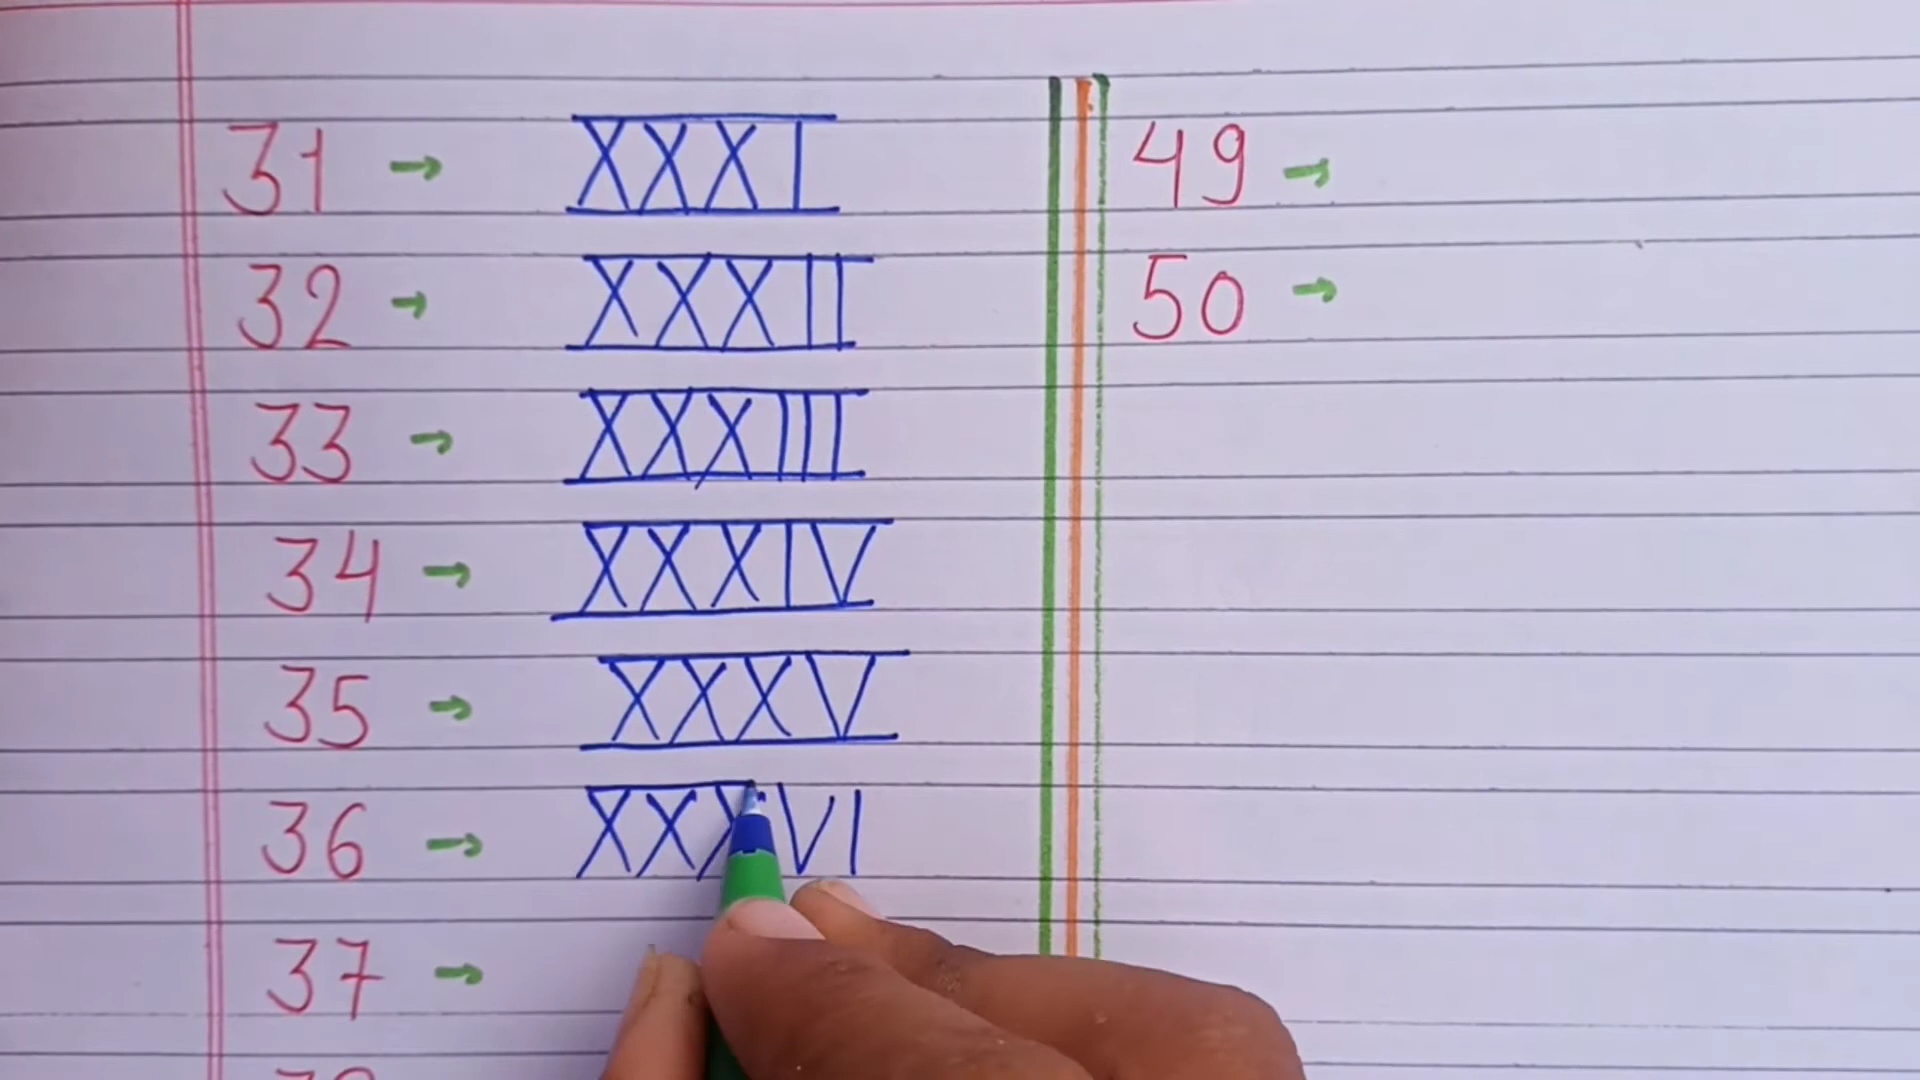 31 → XXXI
32 → XXXII
33 → XXXIII
34 → XXXIV
35 → XXXV
36 → XXXVI
37 →
49 →
50 →